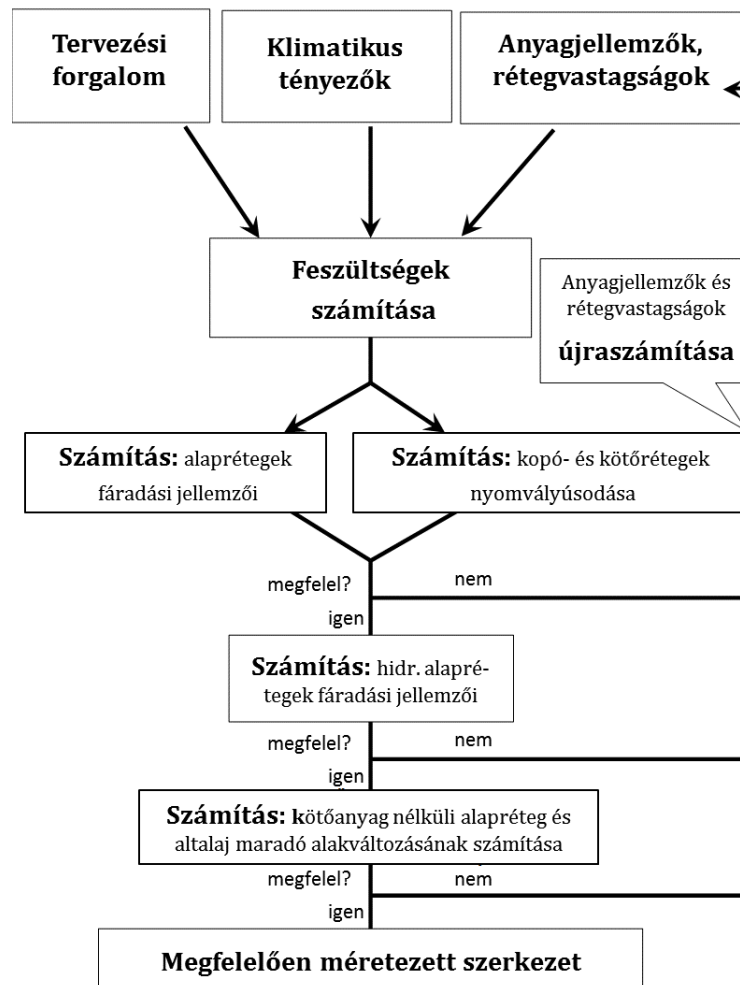 Tervezési
forgalom
Klimatikus
tényezők
Anyagjellemzők,
rétegvastagságok
Feszültségek
számítása
Anyagjellemzők és
rétegvastagságok
újraszámítása
Számítás: alaprétegek
fáradási jellemzői
Számítás: kopó- és kötőrétegek
nyomvályúsodása
megfelel?
nem
igen
Számítás: hidr. alapré-
tegek fáradási jellemzői
megfelel?
nem
igen
Számítás: kötőanyag nélküli alapréteg és
altalaj maradó alakváltozásának számítása
megfelel?
nem
igen
Megfelelően méretezett szerkezet